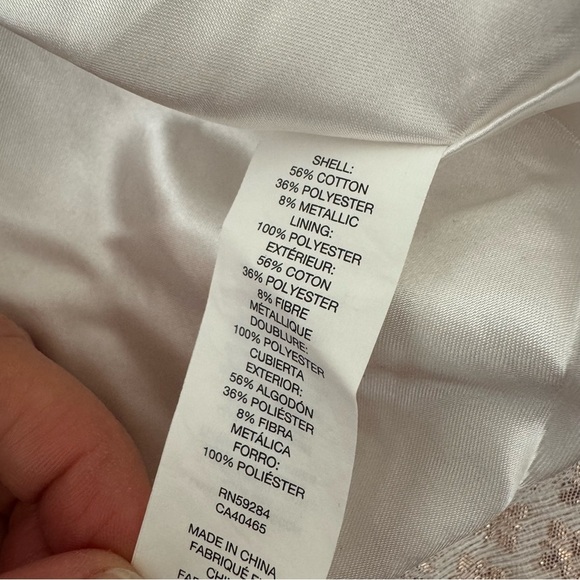 SHELL:
56% COTTON
36% POLYESTER
8% METALLIC
LINING:
100% POLYESTER
EXTÉRIEUR:
56% COTON
36% POLYESTER
8% FIBRE
MÉTALLIQUE
DOUBLURE:
100% POLYESTER
CUBIERTA
EXTERIOR:
56% ALGODÓN
36% POLIÉSTER
8% FIBRA
METÁLICA
FORRO:
100% POLIÉSTER
RN59284
CA40465
MADE IN CHINA
FABRIQUÉ E